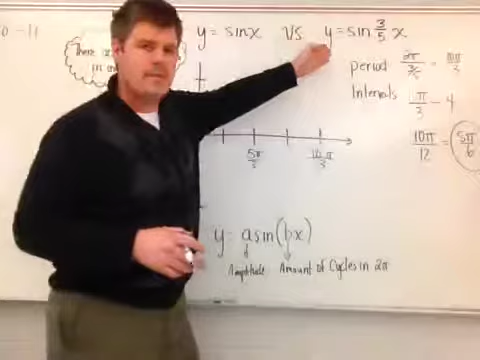 y = sin x vs y = sin 3/5 x
period 2π/(3/5) = 10π/3
Intervals π/3 - 4
10π/12 = 5π/6
5π/3 10π/3
y = a sin(bx)
Amplitude Amount of Cycles in 2π